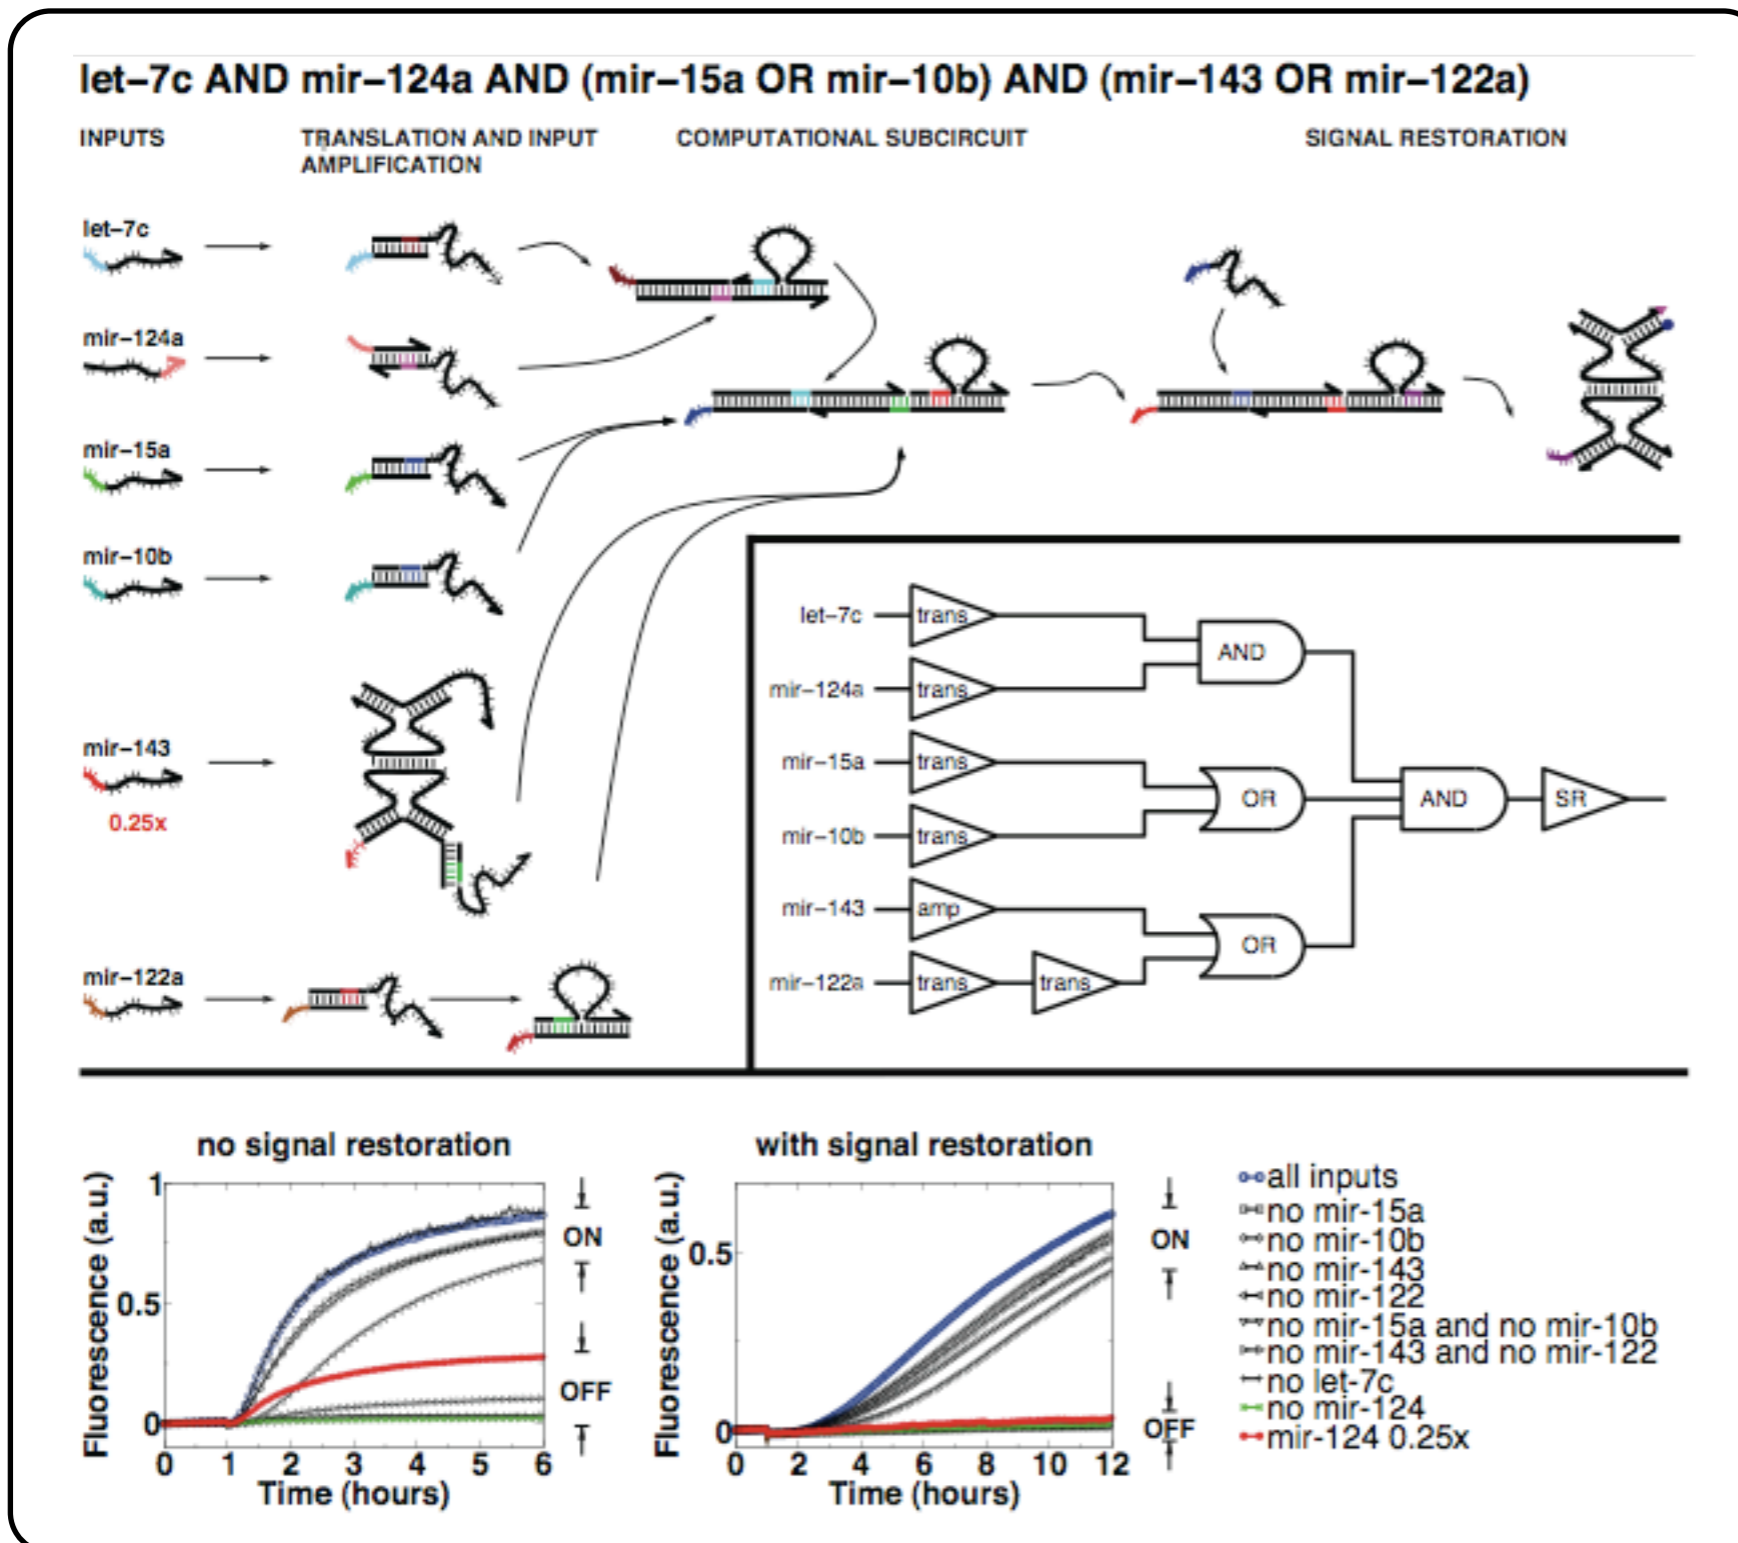 let–7c AND mir–124a AND (mir–15a OR mir–10b) AND (mir–143 OR mir–122a)
INPUTS
TRANSLATION AND INPUT
AMPLIFICATION
COMPUTATIONAL SUBCIRCUIT
SIGNAL RESTORATION
let–7c
mir–124a
mir–15a
mir–10b
mir–143
0.25x
mir–122a
let–7c
trans
mir-124a
trans
AND
mir–15a
trans
OR
AND
SR
mir–10b
trans
mir–143
amp
OR
mir-122a
trans
trans
no signal restoration
Fluorescence (a.u.)
1
0.5
0
0 1 2 3 4 5 6
Time (hours)
ON
OFF
with signal restoration
Fluorescence (a.u.)
0.5
0
0 2 4 6 8 10 12
Time (hours)
ON
OFF
all inputs
no mir-15a
no mir-10b
no mir-143
no mir-122
no mir-15a and no mir-10b
no mir-143 and no mir-122
no let-7c
no mir-124
mir-124 0.25x